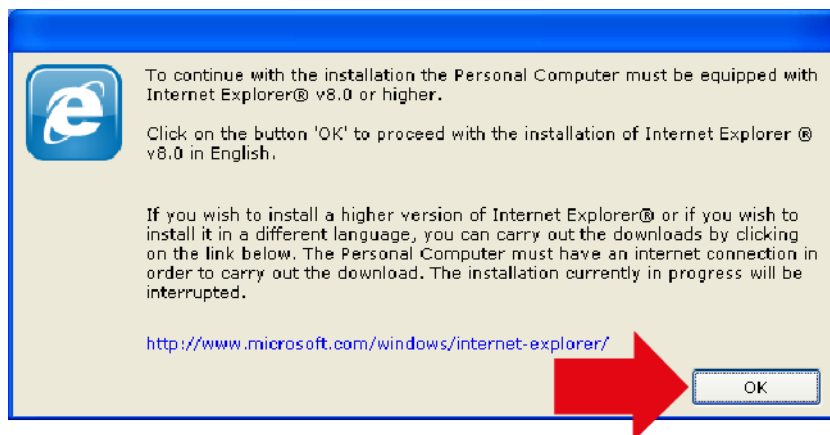 To continue with the installation the Personal Computer must be equipped with
Internet Explorer® v8.0 or higher.
Click on the button 'OK' to proceed with the installation of Internet Explorer ®
v8.0 in English.
If you wish to install a higher version of Internet Explorer® or if you wish to
install it in a different language, you can carry out the downloads by clicking
on the link below. The Personal Computer must have an internet connection in
order to carry out the download. The installation currently in progress will be
interrupted.
http://www.microsoft.com/windows/internet-explorer/
OK